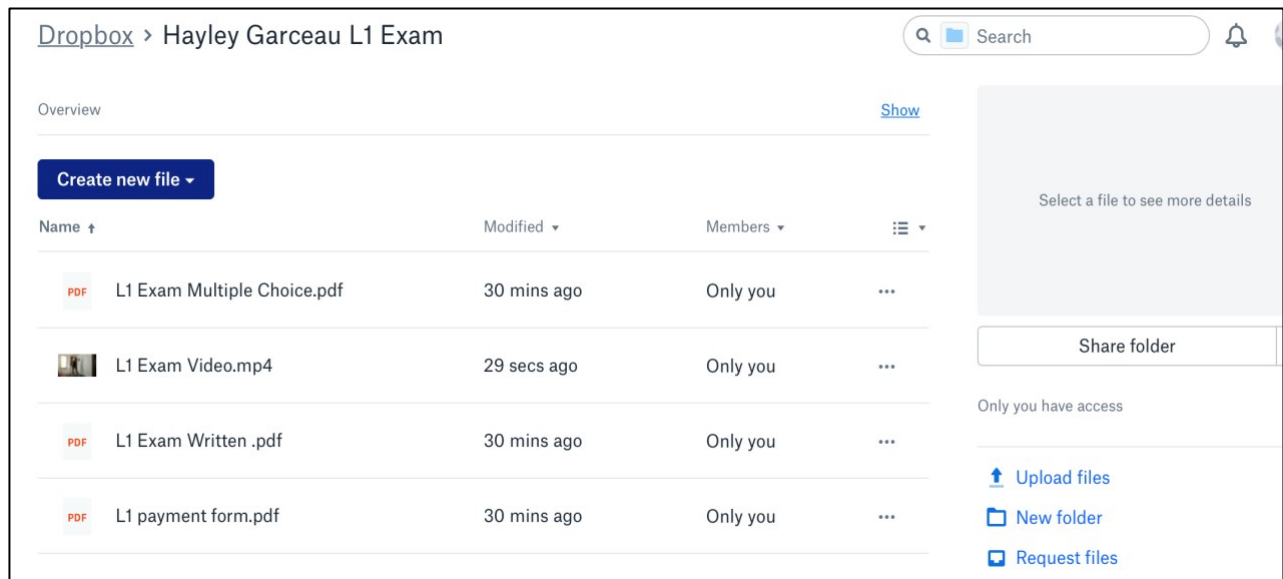 Dropbox > Hayley Garceau L1 Exam
Search
Overview
Show
Create new file
Name Modified Members
PDF L1 Exam Multiple Choice.pdf 30 mins ago Only you
L1 Exam Video.mp4 29 secs ago Only you
PDF L1 Exam Written .pdf 30 mins ago Only you
PDF L1 payment form.pdf 30 mins ago Only you
Select a file to see more details
Share folder
Only you have access
Upload files
New folder
Request files